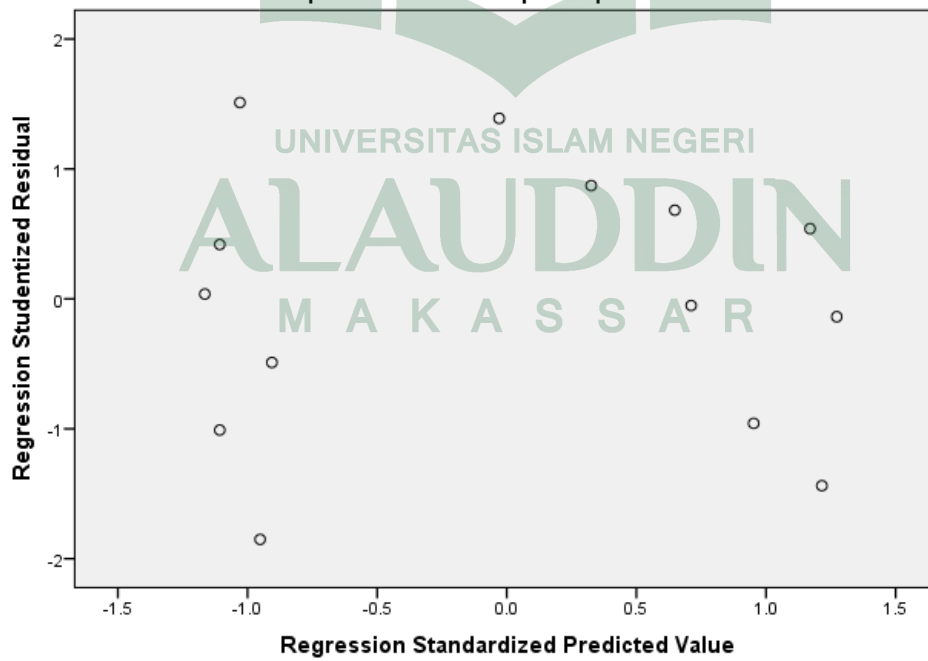 2
UNIVERSITAS ISLAM NEGERI
1
ALAUDDIN
0
MAKASSAR
-1
-2
Regression Studentized Residual
-1.5 -1.0 -0.5 0.0 0.5 1.0 1.5
Regression Standardized Predicted Value